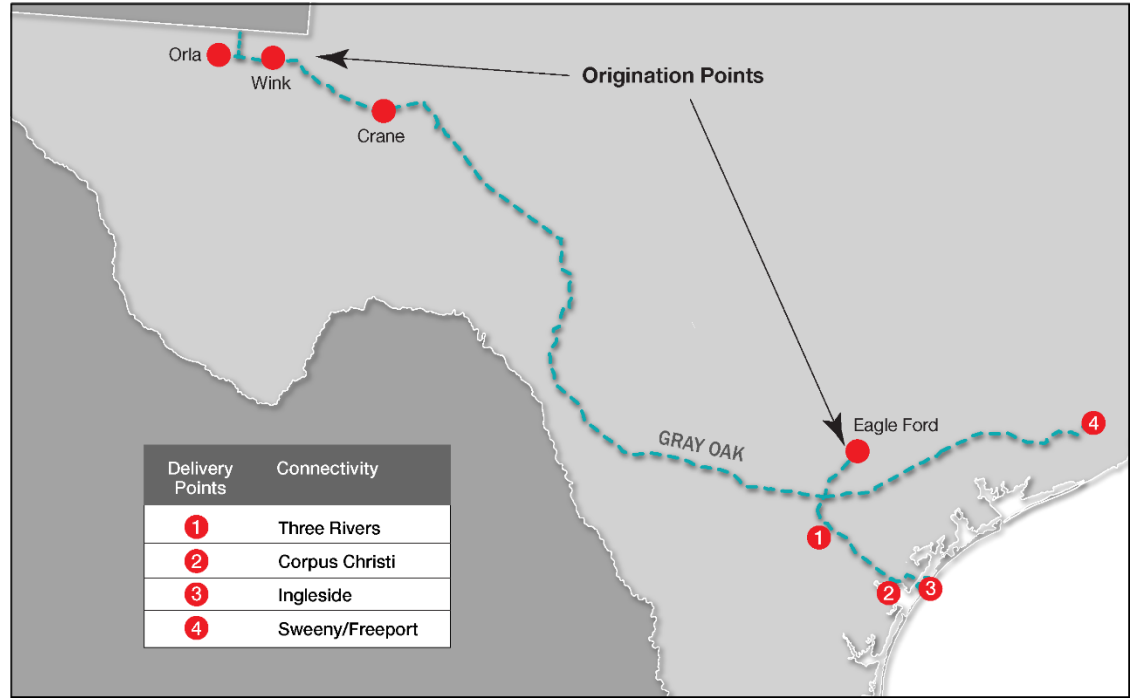 Orla
Wink
Crane
Origination Points
Eagle Ford
4
GRAY OAK
1
2
3
Delivery Points Connectivity
1 Three Rivers
2 Corpus Christi
3 Ingleside
4 Sweeny/Freeport